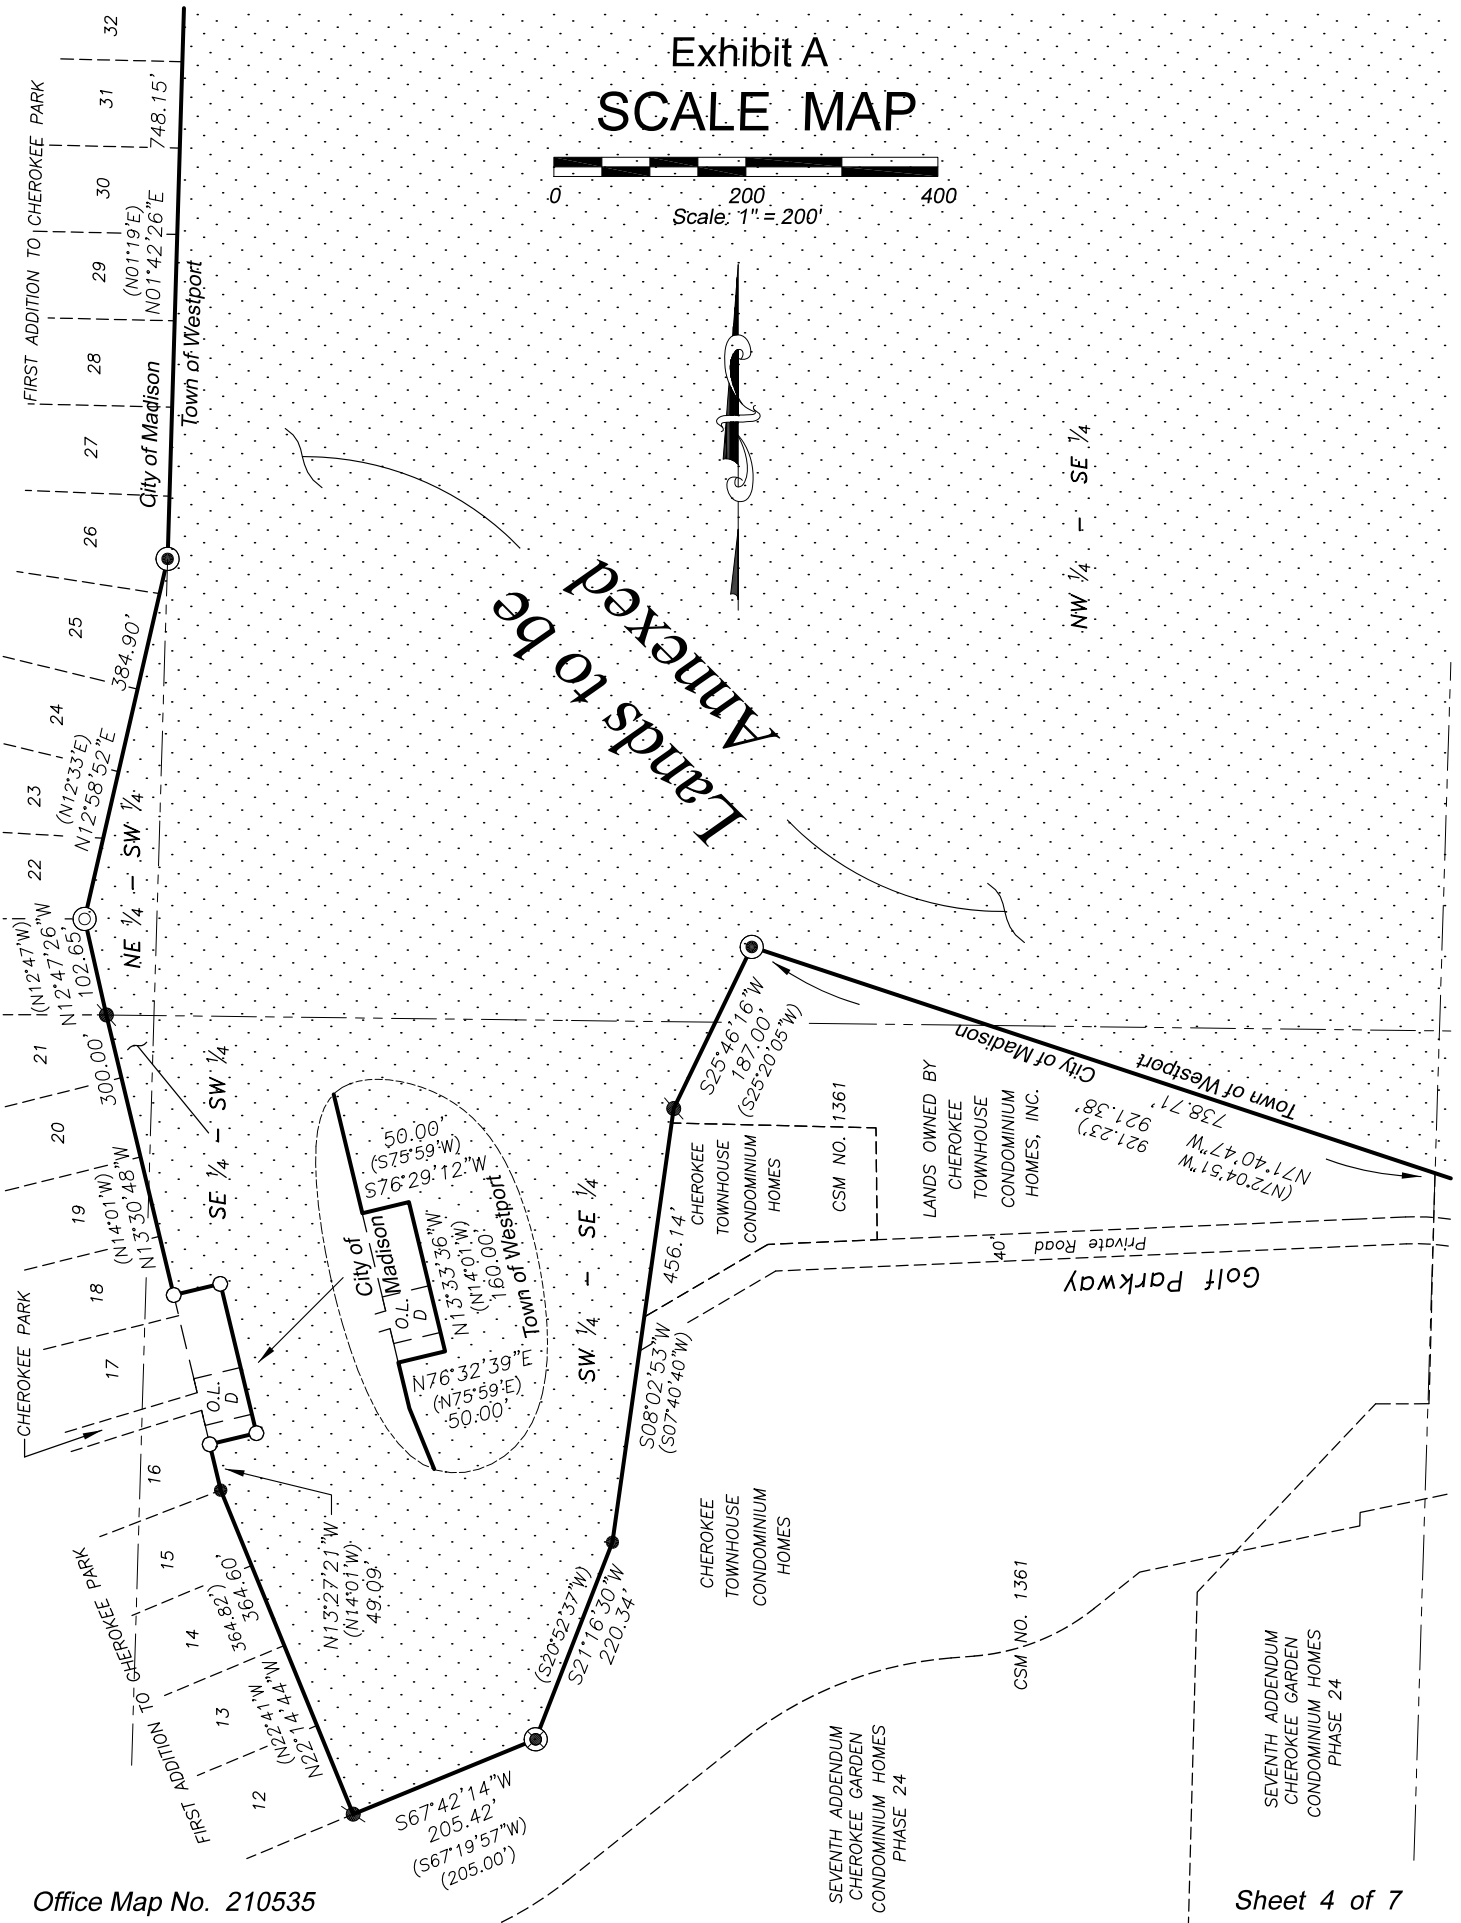 Exhibit A
SCALE MAP
0
200
400
Scale: 1" = 200'
32
31
30
29
28
27
26
25
24
23
22
21
20
19
18
17
16
15
14
13
12
FIRST ADDITION TO CHEROKEE PARK
748.15'
(N01°19'E)
N01°42'26"E
City of Madison
Town of Westport
384.90'
(N12°33'E)
N12°58'52"E
NE ¼ – SW ¼
(N12°47'W)
N12°47'26"W
102.65'
300.00'
(N14°01'W)
N13°30'48"W
SE ¼ – SW ¼
Lands to be
Annexed
NW ¼ – SE ¼
S25°46'16"W
187.00'
(S25°20'05"W)
City of Madison
Town of Westport
738.71'
N71°40'47"W
921.38'
921.23')
(N72°04'51"W
CHEROKEE
TOWNHOUSE
CONDOMINIUM
HOMES
CSM NO. 1361
LANDS OWNED BY
CHEROKEE
TOWNHOUSE
CONDOMINIUM
HOMES, INC.
40'
Private Road
Golf Parkway
50.00'
(S75°59'W)
S76°29'12"W
City of
Madison
O.L.
D
N13°33'36"W
(N14°01'W)
160.00'
Town of Westport
N76°32'39"E
(N75°59'E)
50.00'
SW ¼ – SE ¼
456.14'
S08°02'53"W
(S07°40'40"W)
CHEROKEE PARK
O.L.
D
N13°27'21"W
(N14°01'W)
49.09'
FIRST ADDITION TO CHEROKEE PARK
364.82')
364.60'
(N22°41'W
N22°14'44"W
(S20°52'37"W)
S21°16'30"W
220.34'
S67°42'14"W
205.42'
(S67°19'57"W)
(205.00')
CHEROKEE
TOWNHOUSE
CONDOMINIUM
HOMES
CSM NO. 1361
SEVENTH ADDENDUM
CHEROKEE GARDEN
CONDOMINIUM HOMES
PHASE 24
SEVENTH ADDENDUM
CHEROKEE GARDEN
CONDOMINIUM HOMES
PHASE 24
Office Map No. 210535
Sheet 4 of 7